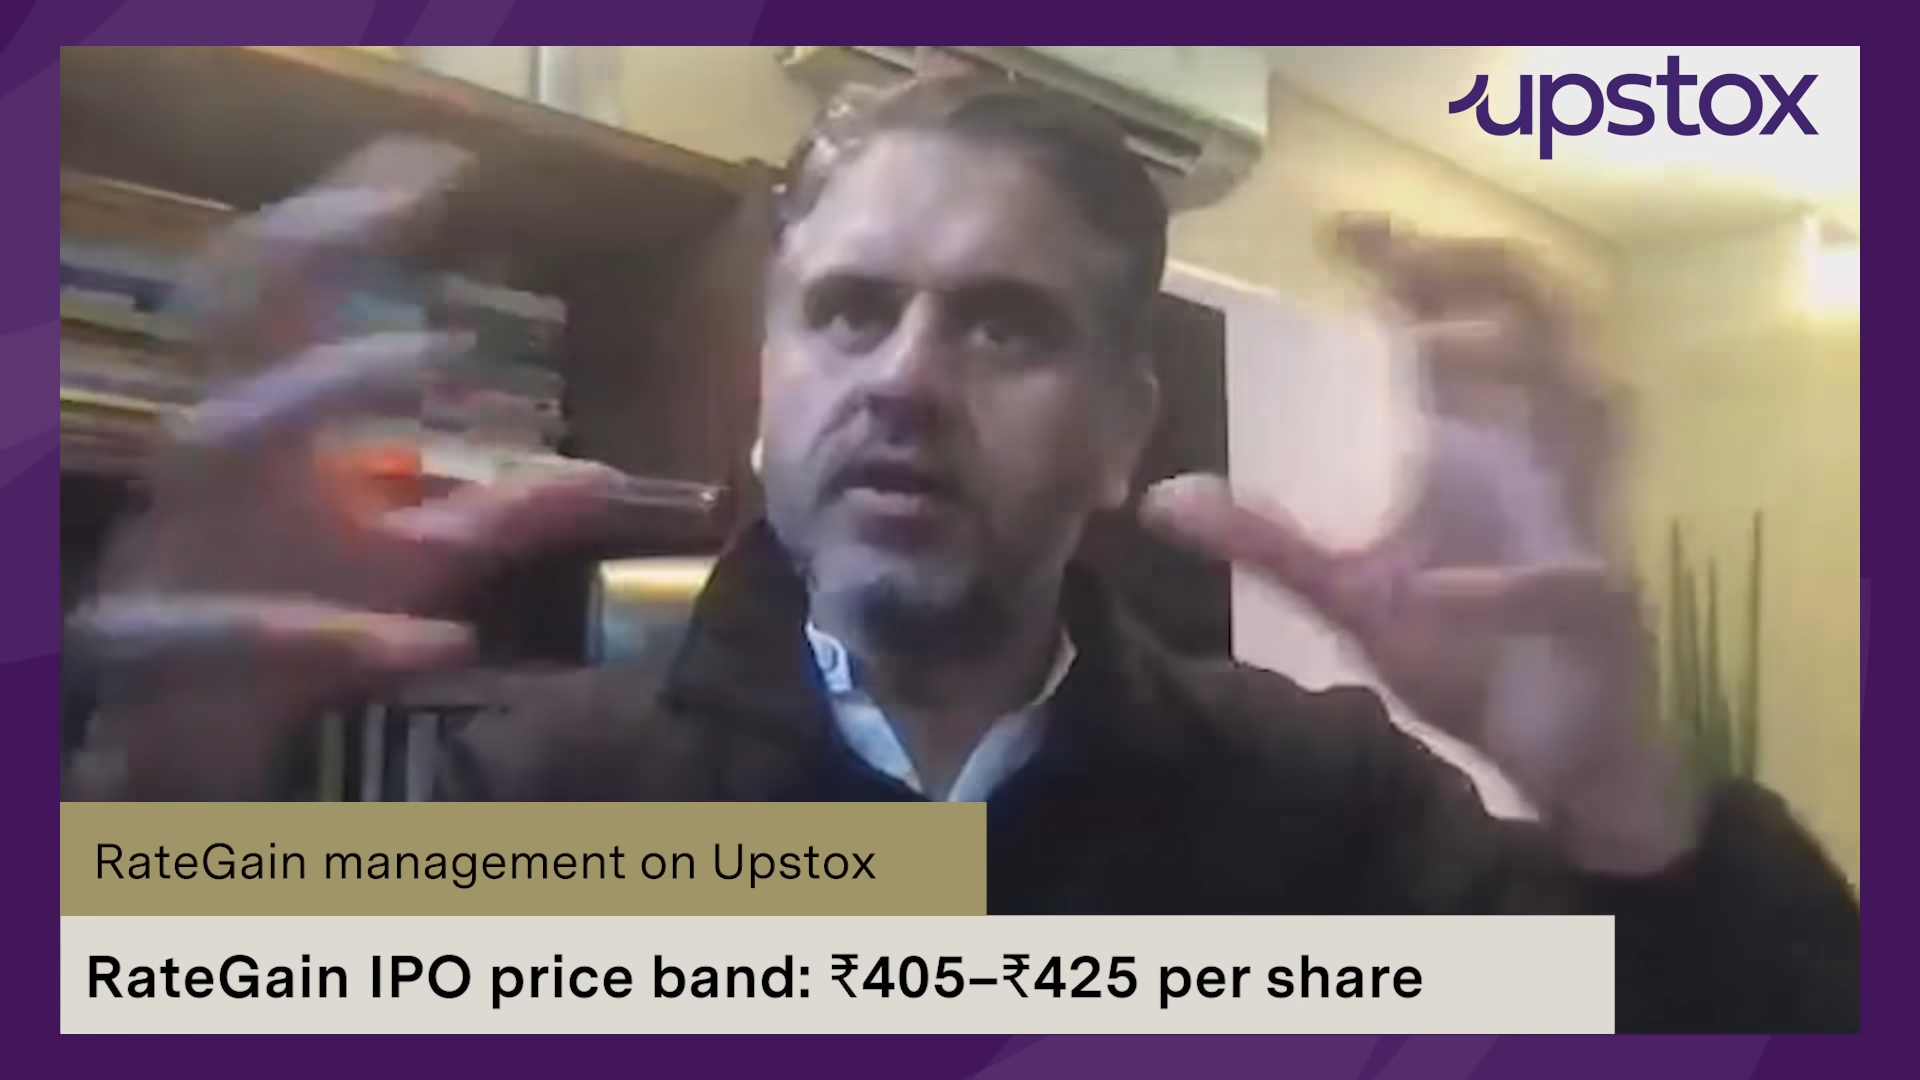 upstox
RateGain management on Upstox
RateGain IPO price band: ₹405–₹425 per share